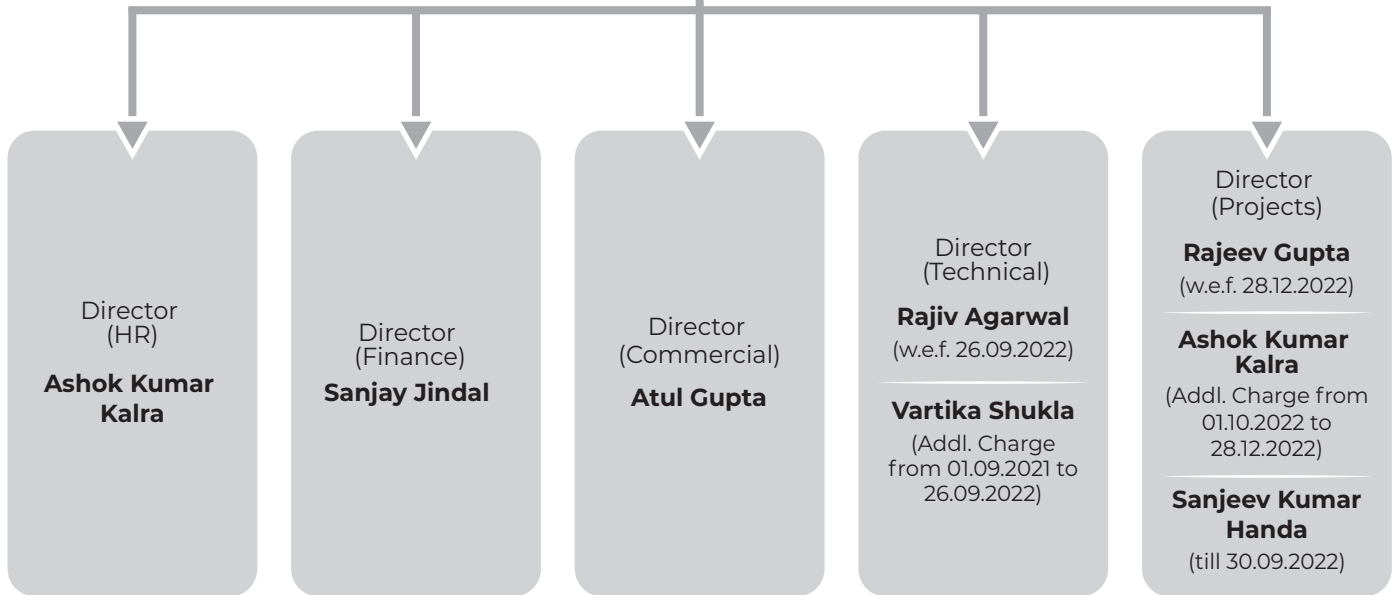 Director
(HR)
Ashok Kumar
Kalra
Director
(Finance)
Sanjay Jindal
Director
(Commercial)
Atul Gupta
Director
(Technical)
Rajiv Agarwal
(w.e.f. 26.09.2022)
Vartika Shukla
(Addl. Charge
from 01.09.2021 to
26.09.2022)
Director
(Projects)
Rajeev Gupta
(w.e.f. 28.12.2022)
Ashok Kumar
Kalra
(Addl. Charge from
01.10.2022 to
28.12.2022)
Sanjeev Kumar
Handa
(till 30.09.2022)